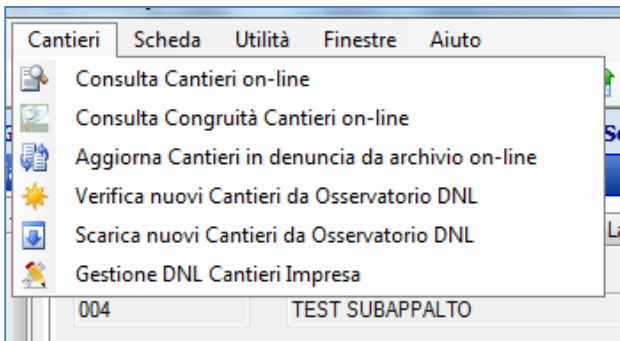 Cantieri Scheda Utilità Finestre Aiuto
Consulta Cantieri on-line
Consulta Congruità Cantieri on-line
Aggiorna Cantieri in denuncia da archivio on-line
Verifica nuovi Cantieri da Osservatorio DNL
Scarica nuovi Cantieri da Osservatorio DNL
Gestione DNL Cantieri Impresa
004 TEST SUBAPPALTO